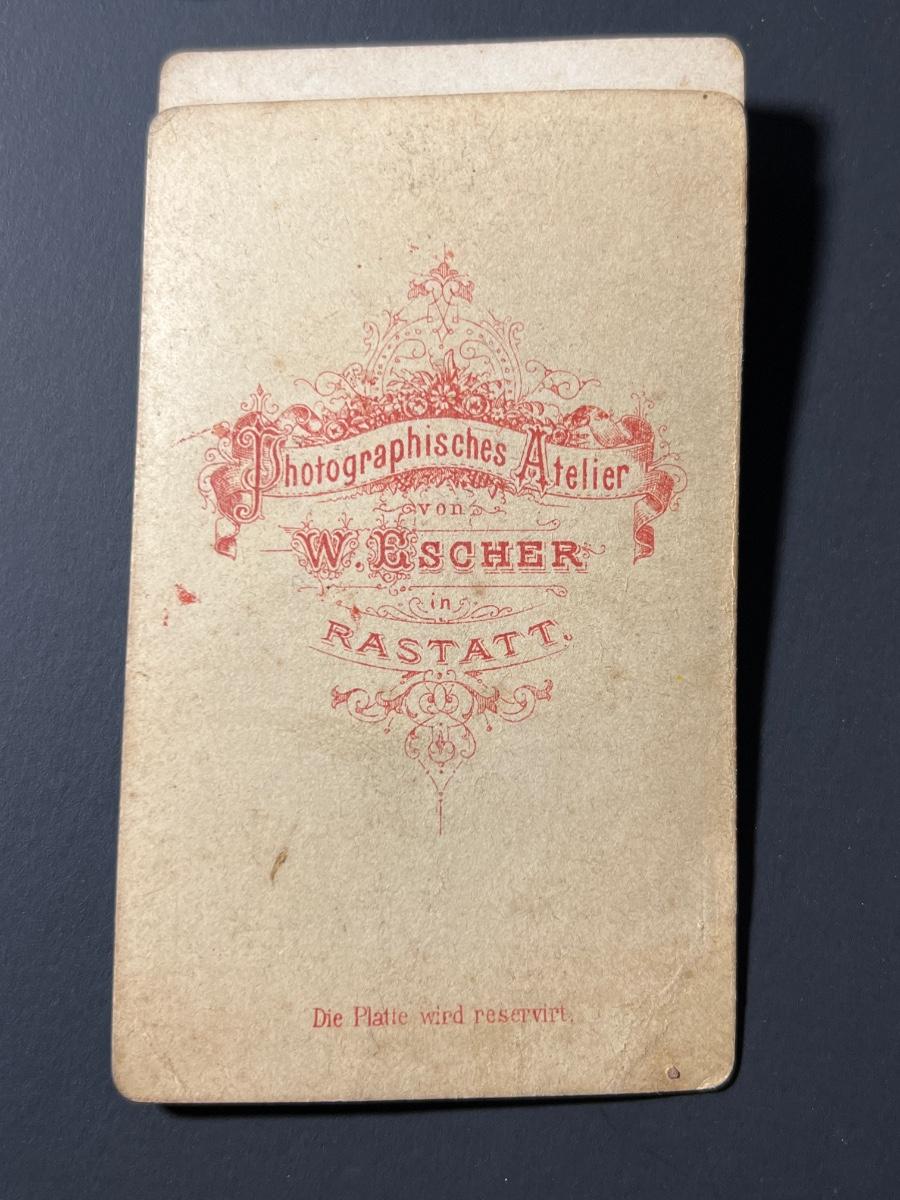 Photographisches Atelier
von
W. ESCHER
in
RASTATT.
Die Platte wird reservirt.